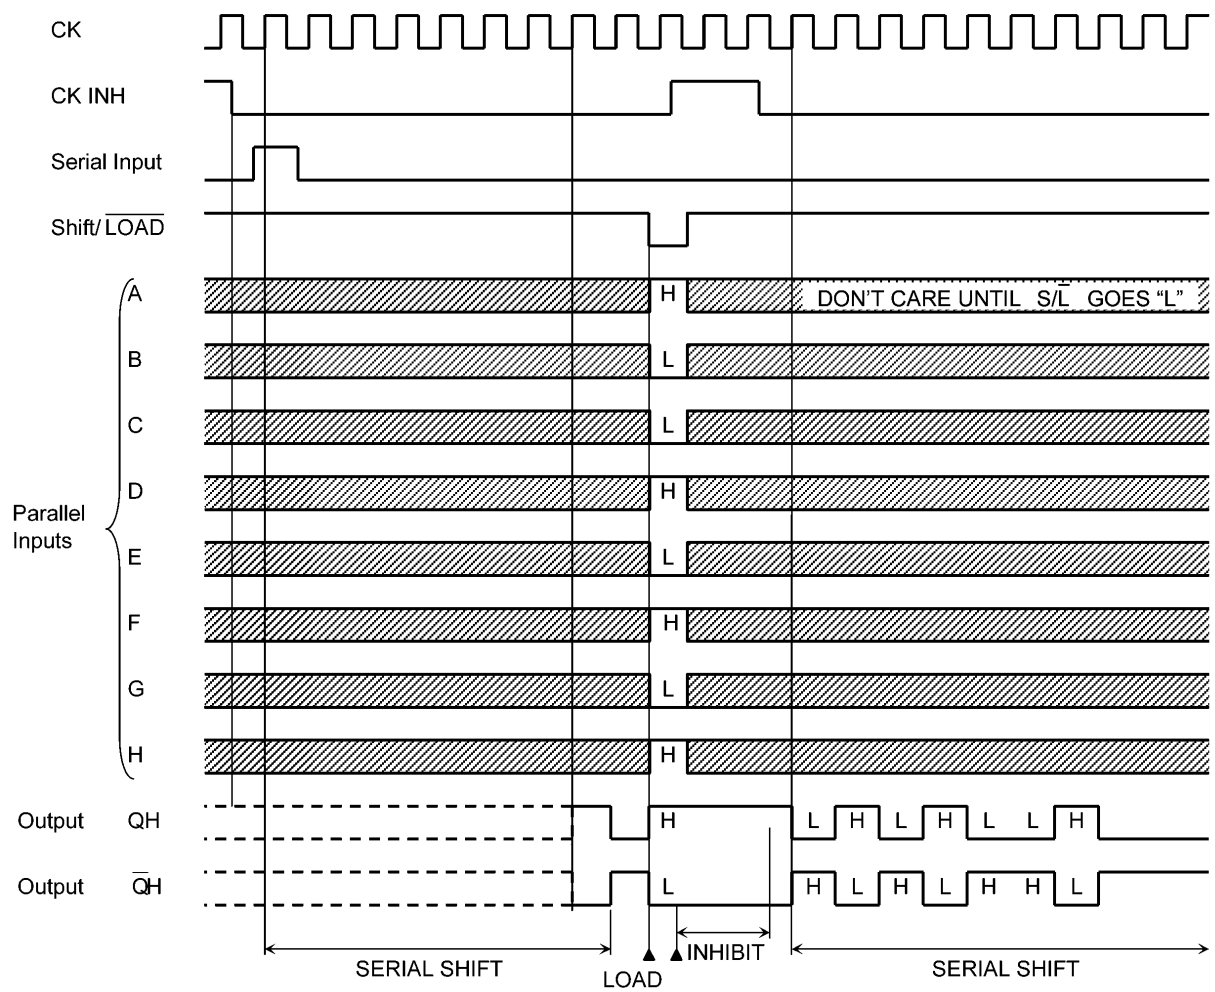 CK
CK INH
Serial Input
Shift/ LOAD
A H DON'T CARE UNTIL S/L GOES “L”
B L
C L
D H
Parallel
Inputs
E L
F H
G L
H H
Output QH H L H L H L L H
Output QH L H L H L H H L
INHIBIT
SERIAL SHIFT LOAD SERIAL SHIFT